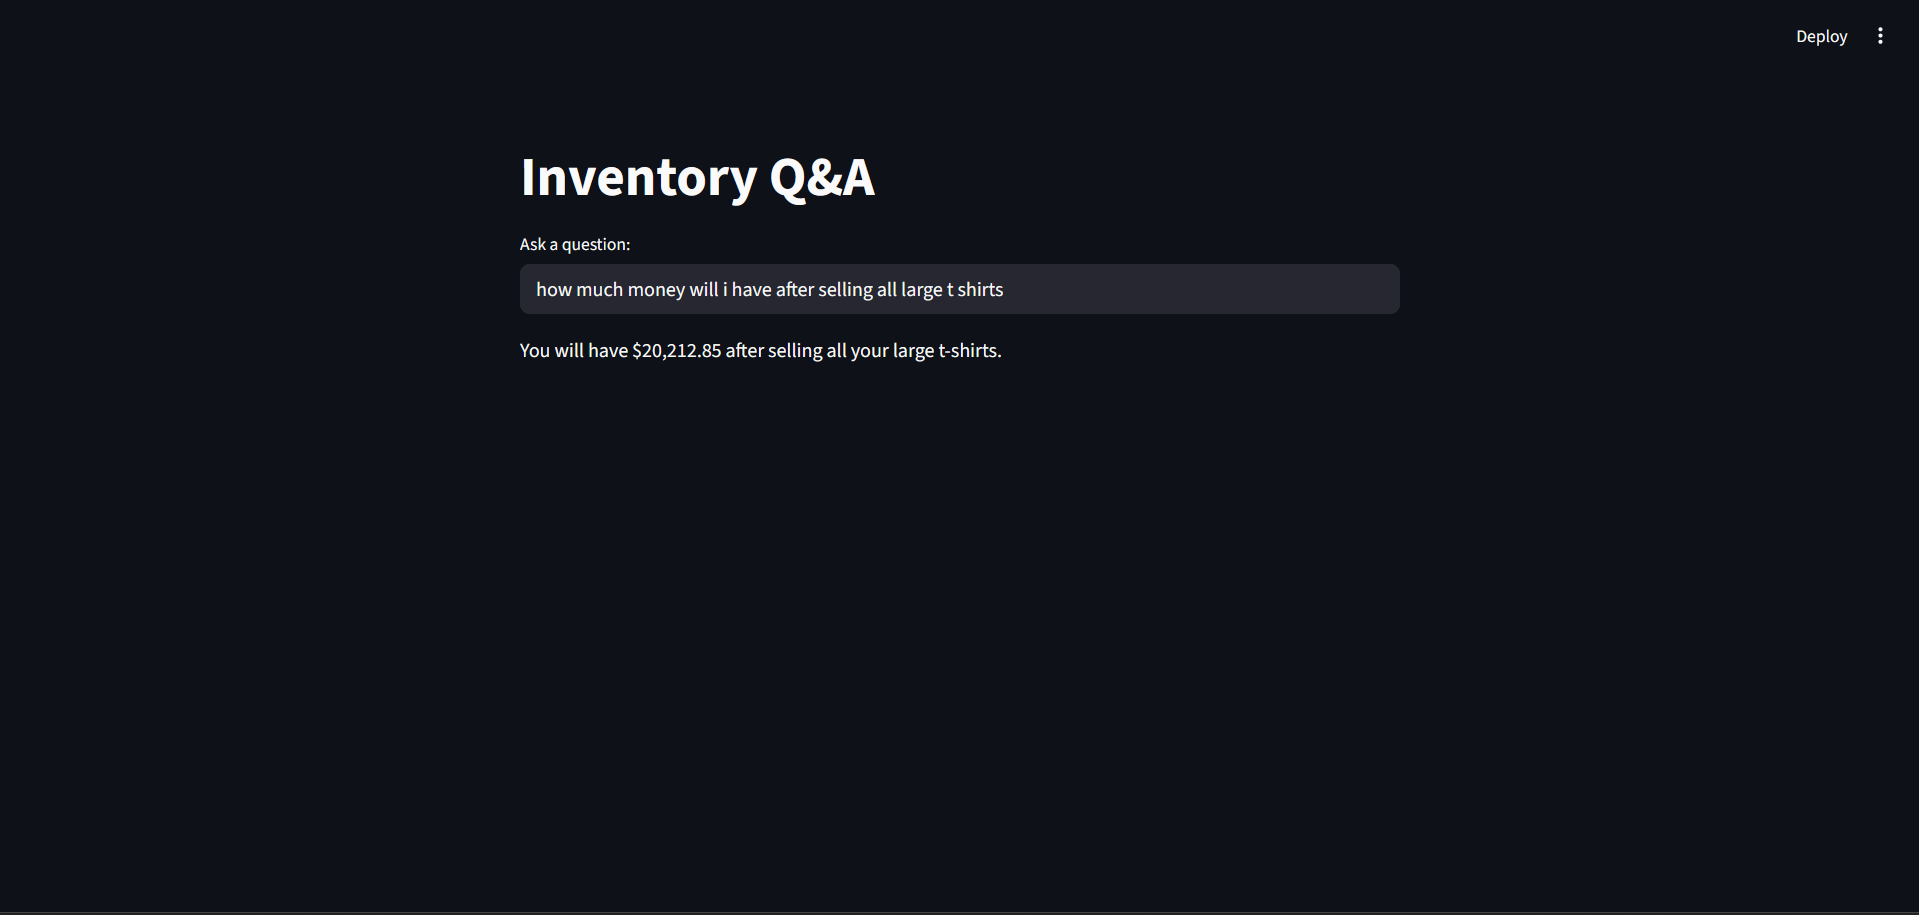 Deploy
Inventory Q&A
Ask a question:
how much money will i have after selling all large t shirts
You will have $20,212.85 after selling all your large t-shirts.